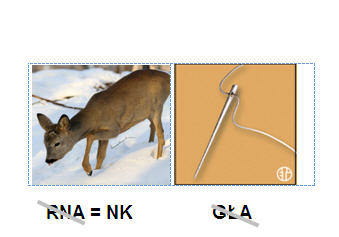 RNA = NK GŁA